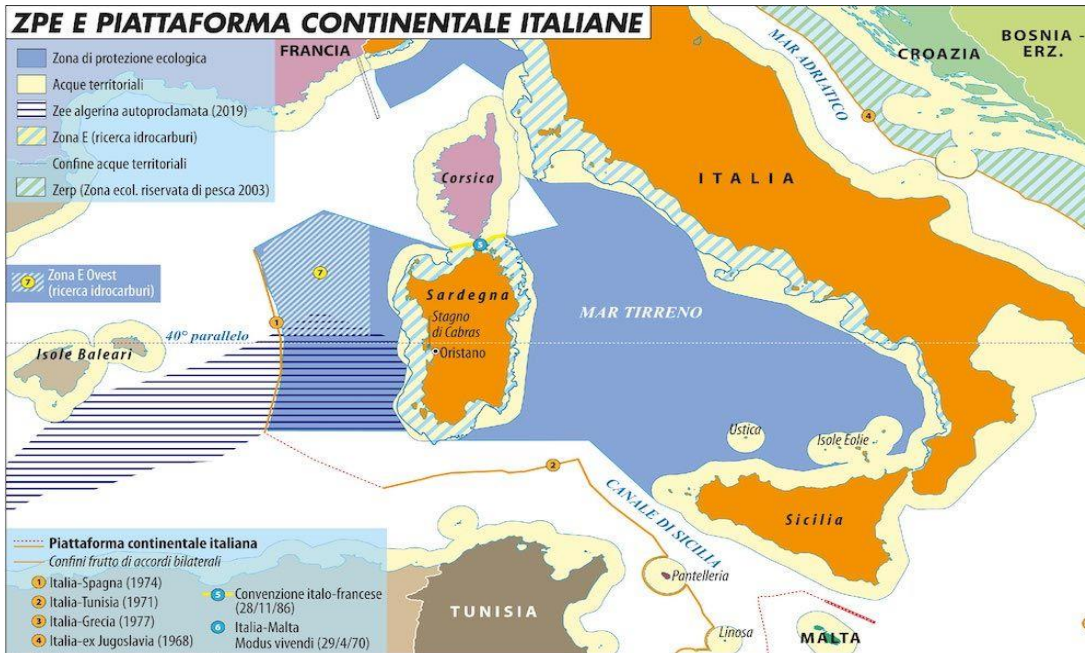 ZPE E PIATTAFORMA CONTINENTALE ITALIANE
Zona di protezione ecologica
Acque territoriali
Zee algerina autoproclamata (2019)
Zona E (ricerca idrocarburi)
Confine acque territoriali
Zerp (Zona ecol. riservata di pesca 2003)
FRANCIA
MAR ADRIATICO
CROAZIA
BOSNIA -
ERZ.
4
Corsica
ITALIA
5
7
Zona E Ovest
(ricerca idrocarburi)
7
Sardegna
Stagno
di Cabras
Oristano
MAR TIRRENO
1
40° parallelo
Isole Baleari
Ustica
Isole Eolie
2
CANALE DI SICILIA
Sicilia
Pantelleria
Linosa
MALTA
TUNISIA
Piattaforma continentale italiana
Confini frutto di accordi bilaterali
1 Italia-Spagna (1974)
2 Italia-Tunisia (1971)
3 Italia-Grecia (1977)
4 Italia-ex Jugoslavia (1968)
5 Convenzione italo-francese
(28/11/86)
6 Italia-Malta
Modus vivendi (29/4/70)